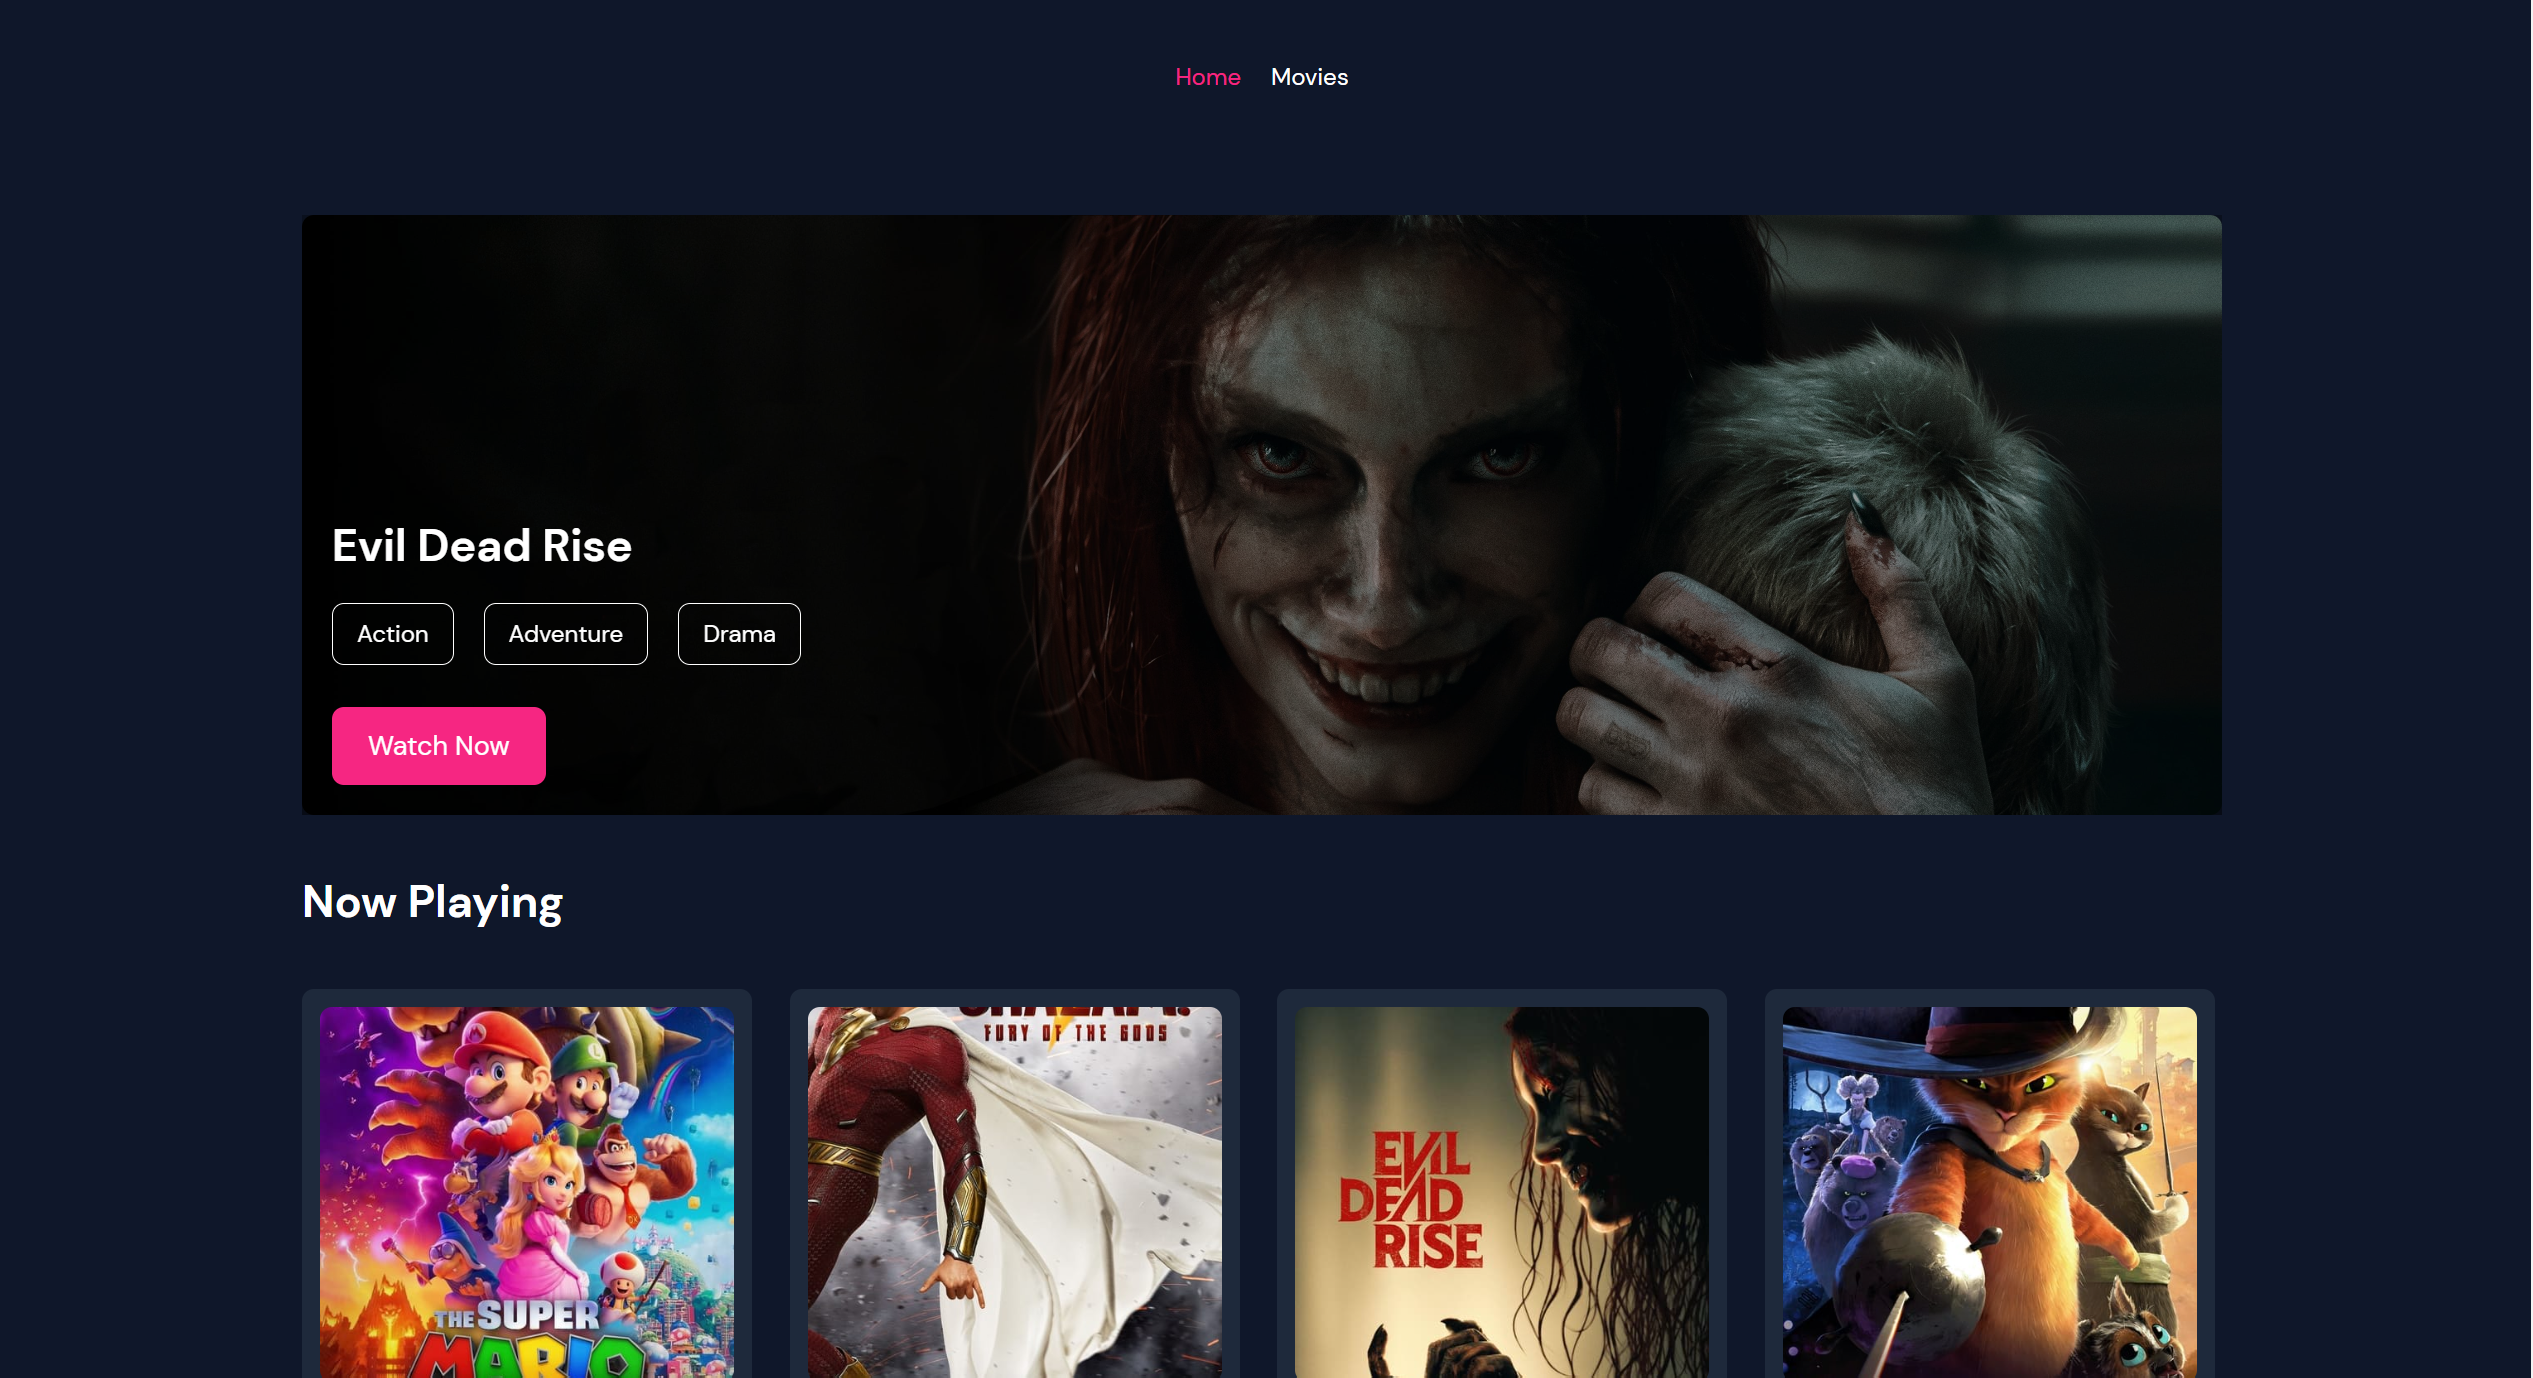 Home Movies
Evil Dead Rise
Action Adventure Drama
Watch Now
Now Playing
FURY OF THE GODS
EVIL
DEAD
RISE
THE SUPER
MARIO